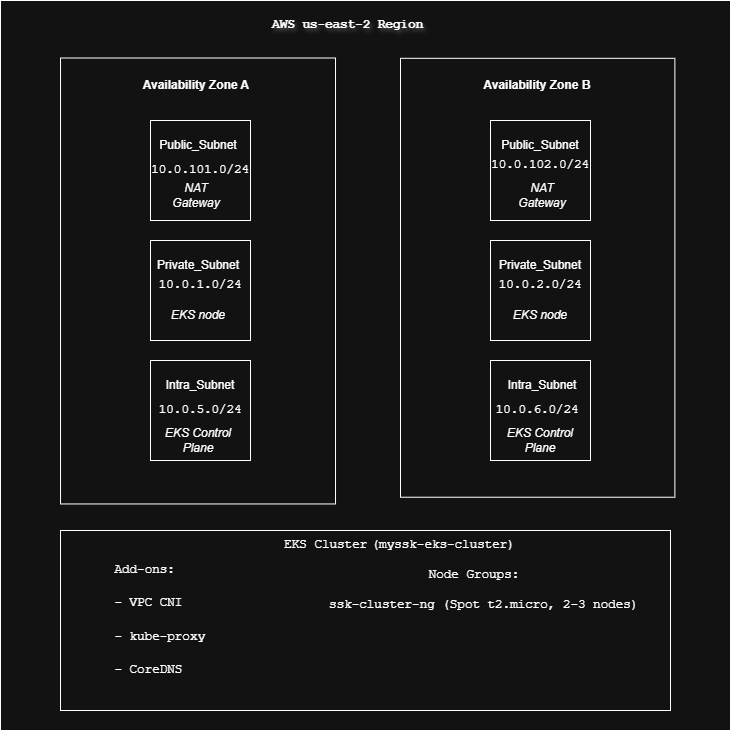 AWS us-east-2 Region
Availability Zone A
Public_Subnet
10.0.101.0/24
NAT
Gateway
Private_Subnet
10.0.1.0/24
EKS node
Intra_Subnet
10.0.5.0/24
EKS Control
Plane
Availability Zone B
Public_Subnet
10.0.102.0/24
NAT
Gateway
Private_Subnet
10.0.2.0/24
EKS node
Intra_Subnet
10.0.6.0/24
EKS Control
Plane
EKS Cluster (myssk-eks-cluster)
Add-ons:
- VPC CNI
- kube-proxy
- CoreDNS
Node Groups:
ssk-cluster-ng (Spot t2.micro, 2-3 nodes)